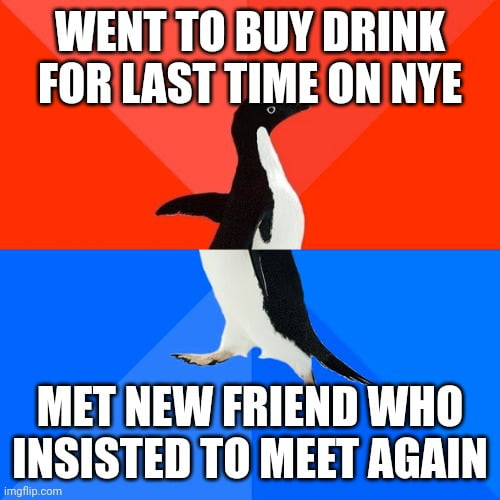 WENT TO BUY DRINK
FOR LAST TIME ON NYE
MET NEW FRIEND WHO
INSISTED TO MEET AGAIN
imgflip.com